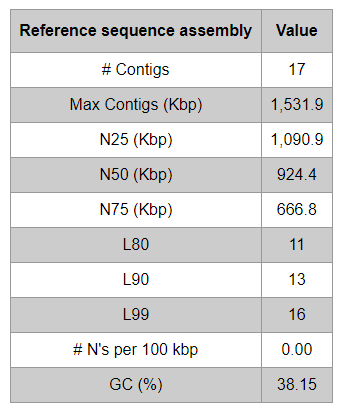 Reference sequence assembly Value
# Contigs 17
Max Contigs (Kbp) 1,531.9
N25 (Kbp) 1,090.9
N50 (Kbp) 924.4
N75 (Kbp) 666.8
L80 11
L90 13
L99 16
# N's per 100 kbp 0.00
GC (%) 38.15